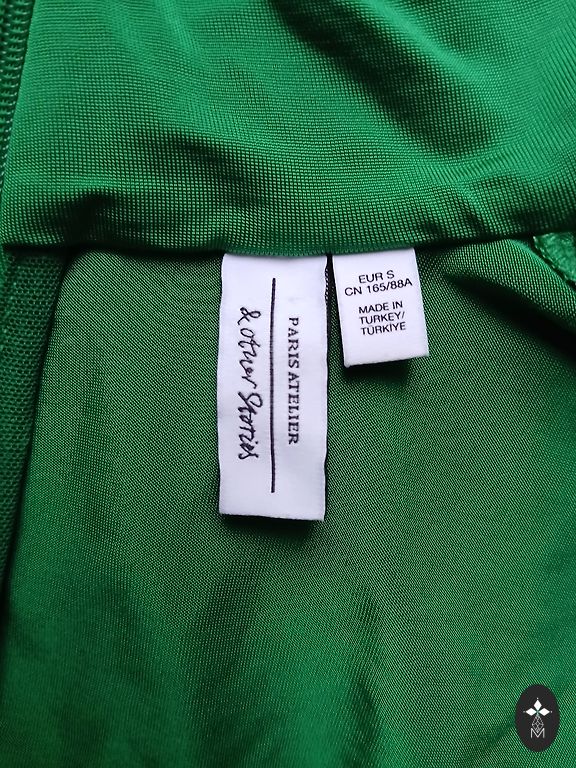 PARIS ATELIER
& other Stories
EUR S
CN 165/88A
MADE IN
TURKEY/
TÜRKIYE
M